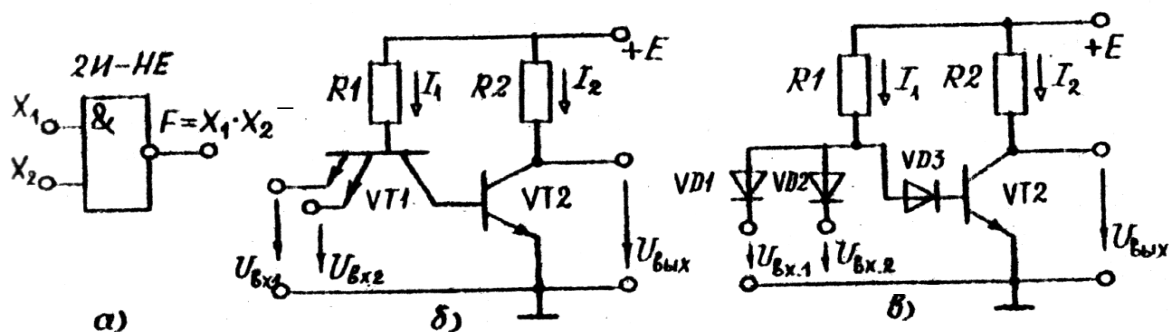 2И-НЕ
X₁
&
X₂
F=X₁·X₂¯
а)
R1
I₁
R2
I₂
+E
VT1
VT2
Uвх1
Uвх2
Uвых
б)
R1
I₁
R2
I₂
+E
VD1
VD2
VD3
VT2
Uвх.1
Uвх.2
Uвых
в)